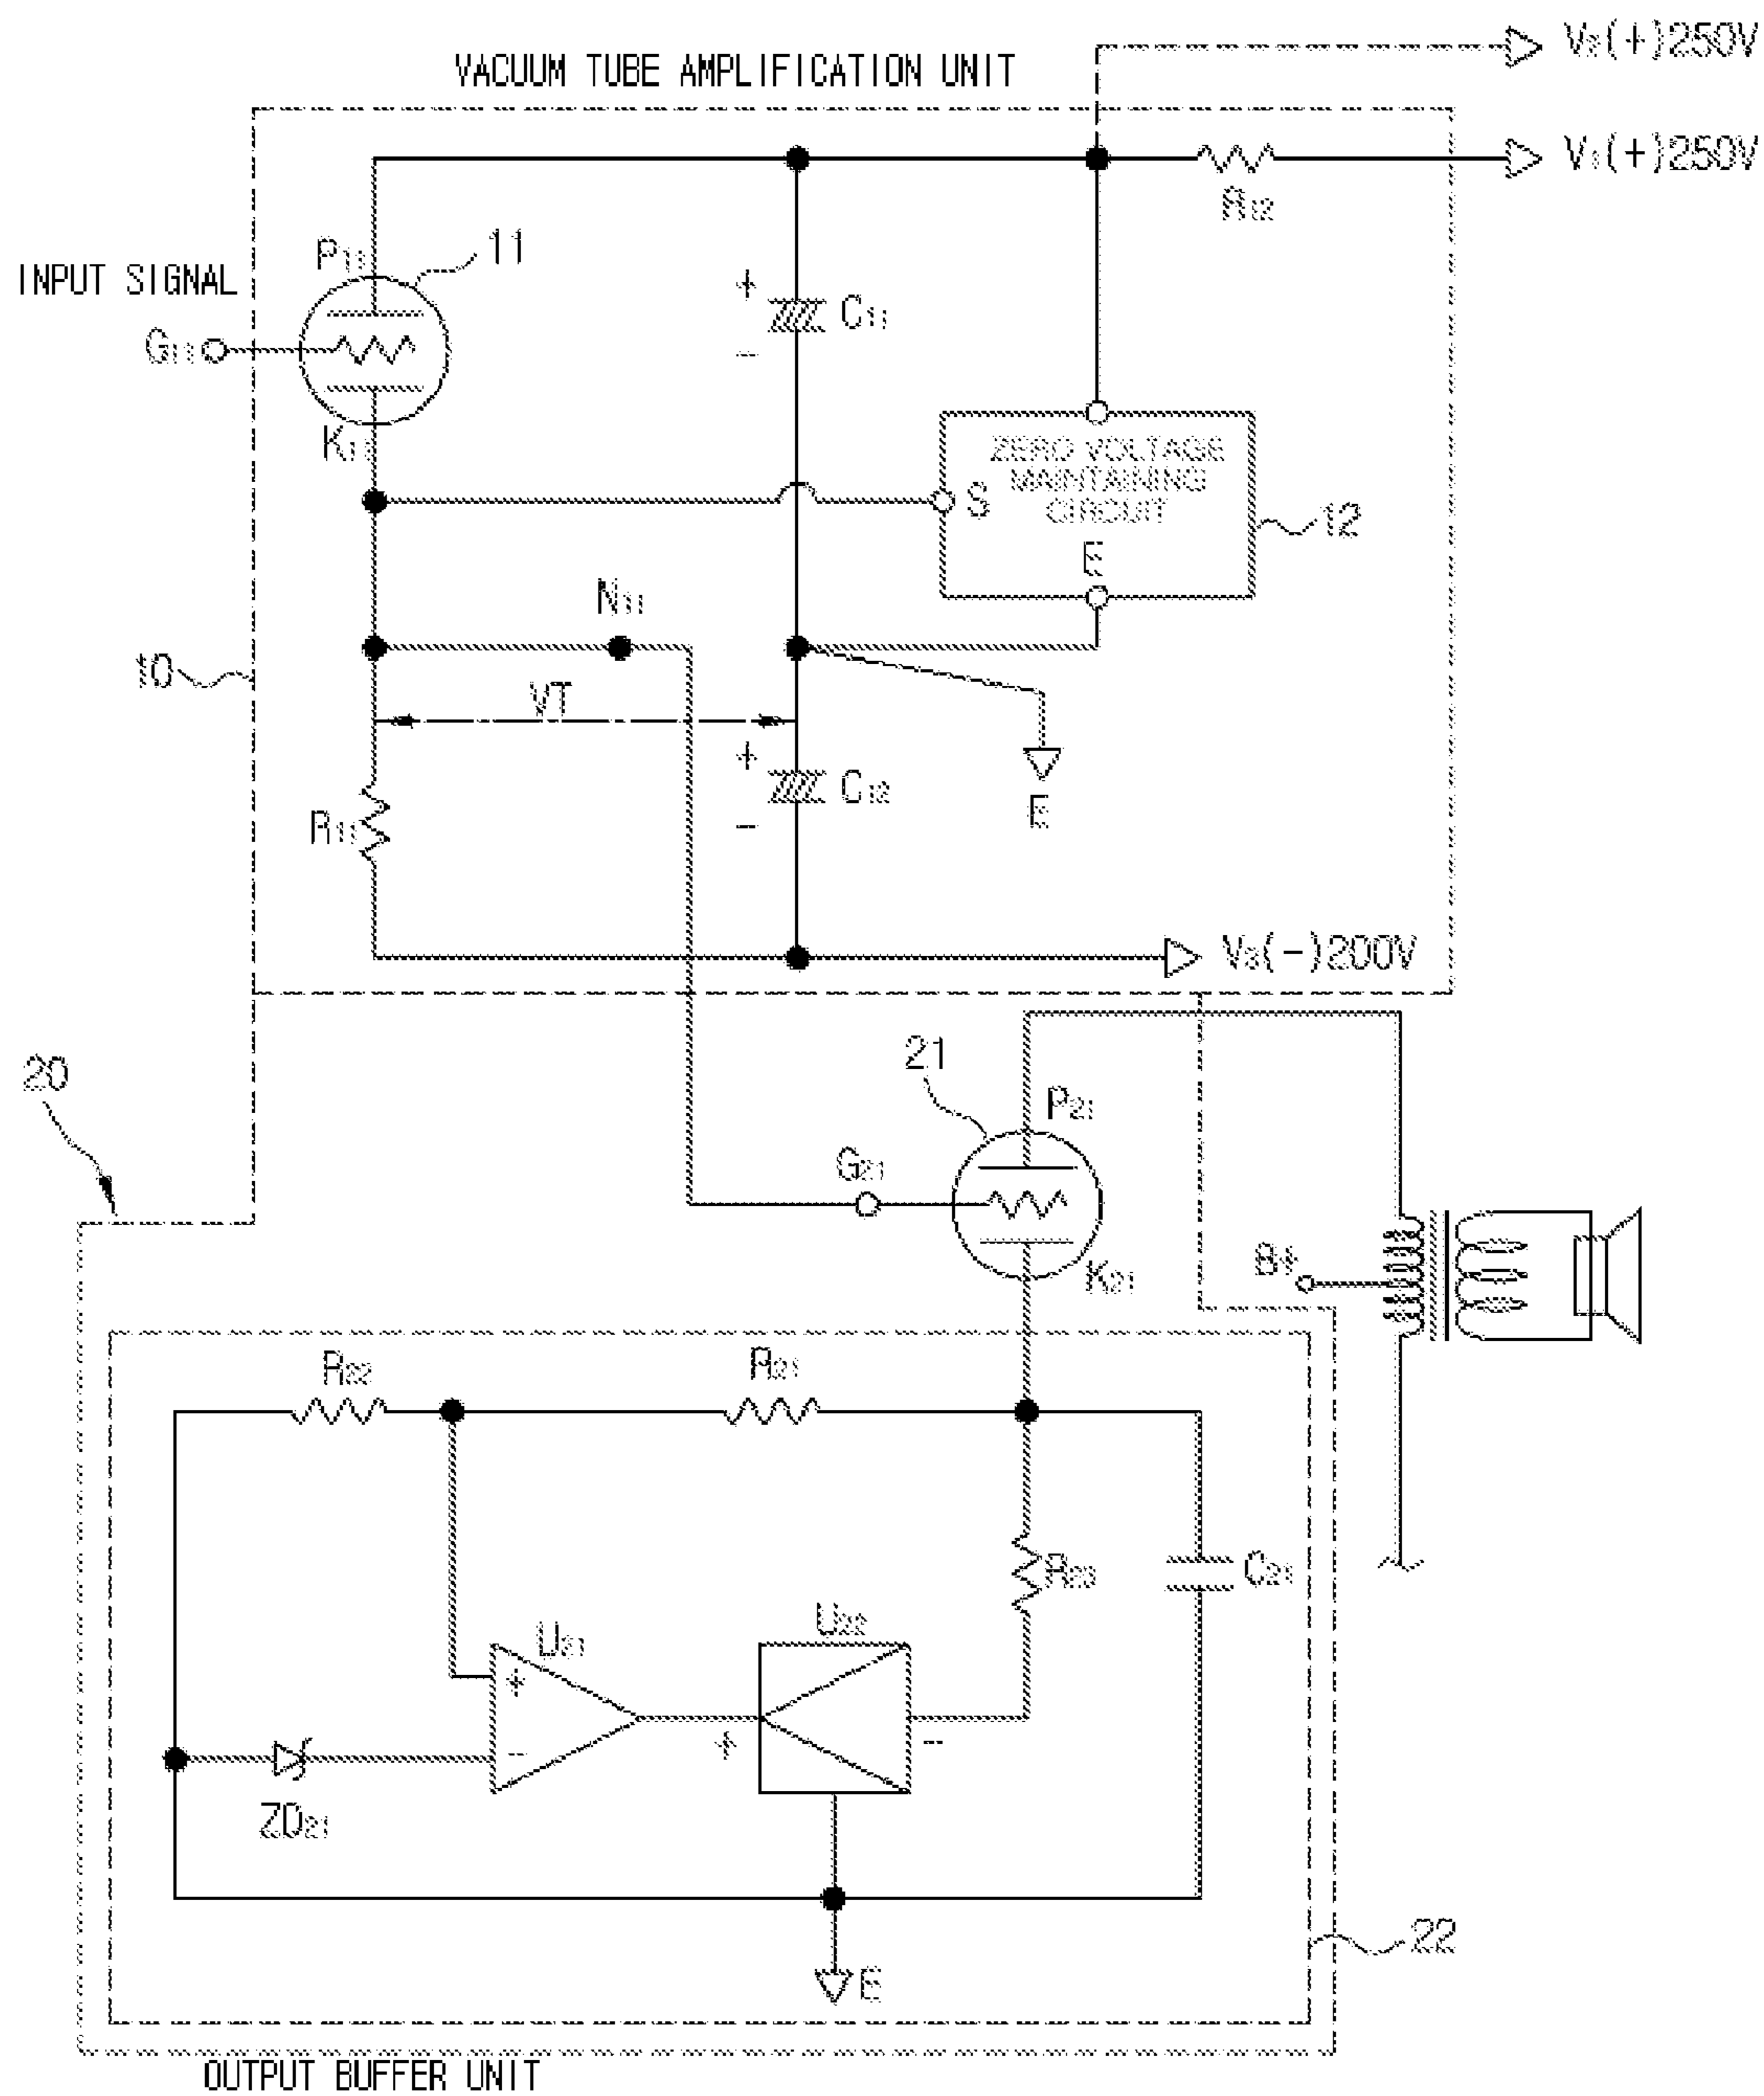 V₂(+)250V
VACUUM TUBE AMPLIFICATION UNIT
V₁(+)250V
R₁₂
P₁₁
11
INPUT SIGNAL
G₁₁
+
C₁₁
-
K₁₁
ZERO VOLTAGE
MAINTAINING
CIRCUIT
S
12
E
N₁₁
10
VT
+
C₁₂
-
E
R₁₁
V₃(-)200V
20
21
P₂₁
G₂₁
B+
K₂₁
R₂₂
R₂₁
R₂₃
C₂₁
U₂₁
U₂₂
+
-
+
-
ZD₂₁
22
E
OUTPUT BUFFER UNIT